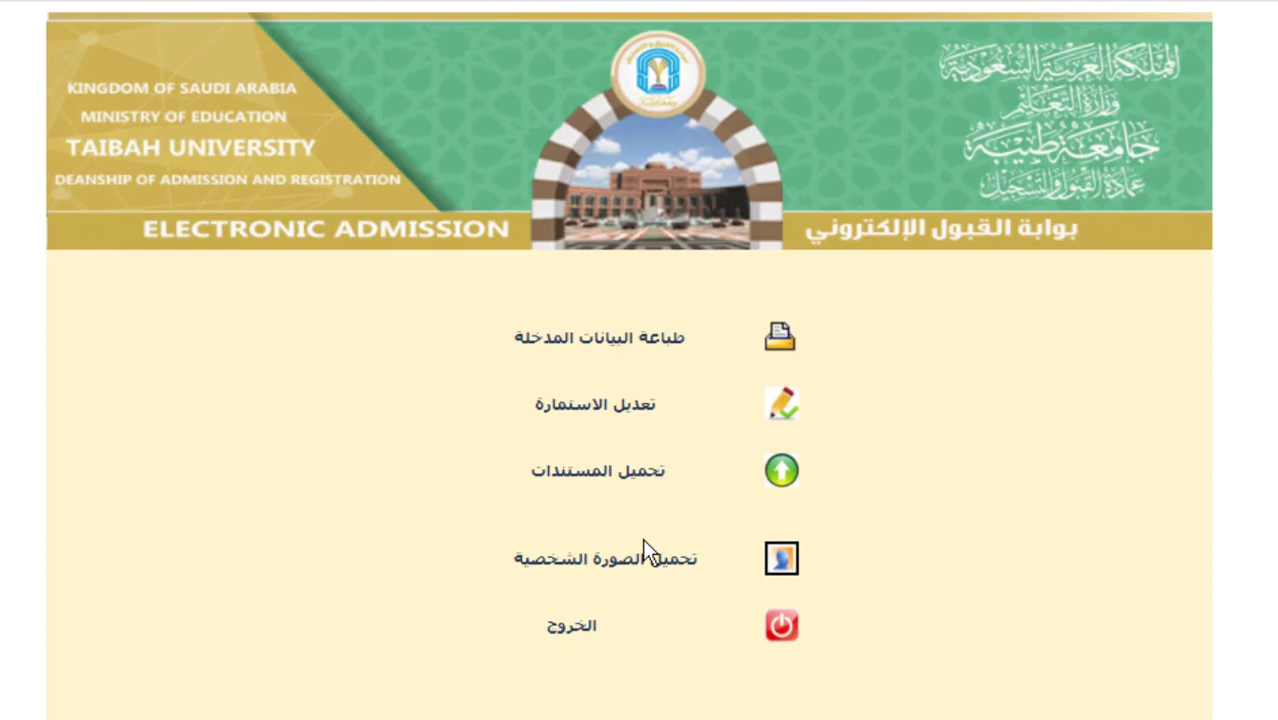 KINGDOM OF SAUDI ARABIA
MINISTRY OF EDUCATION
TAIBAH UNIVERSITY
DEANSHIP OF ADMISSION AND REGISTRATION
المملكة العربية السعودية
وزارة التعليم
جامعة طيبة
عمادة القبول والتسجيل
ELECTRONIC ADMISSION
بوابة القبول الإلكتروني
طباعة البيانات المدخلة
تعديل الاستمارة
تحميل المستندات
تحميل الصورة الشخصية
الخروج